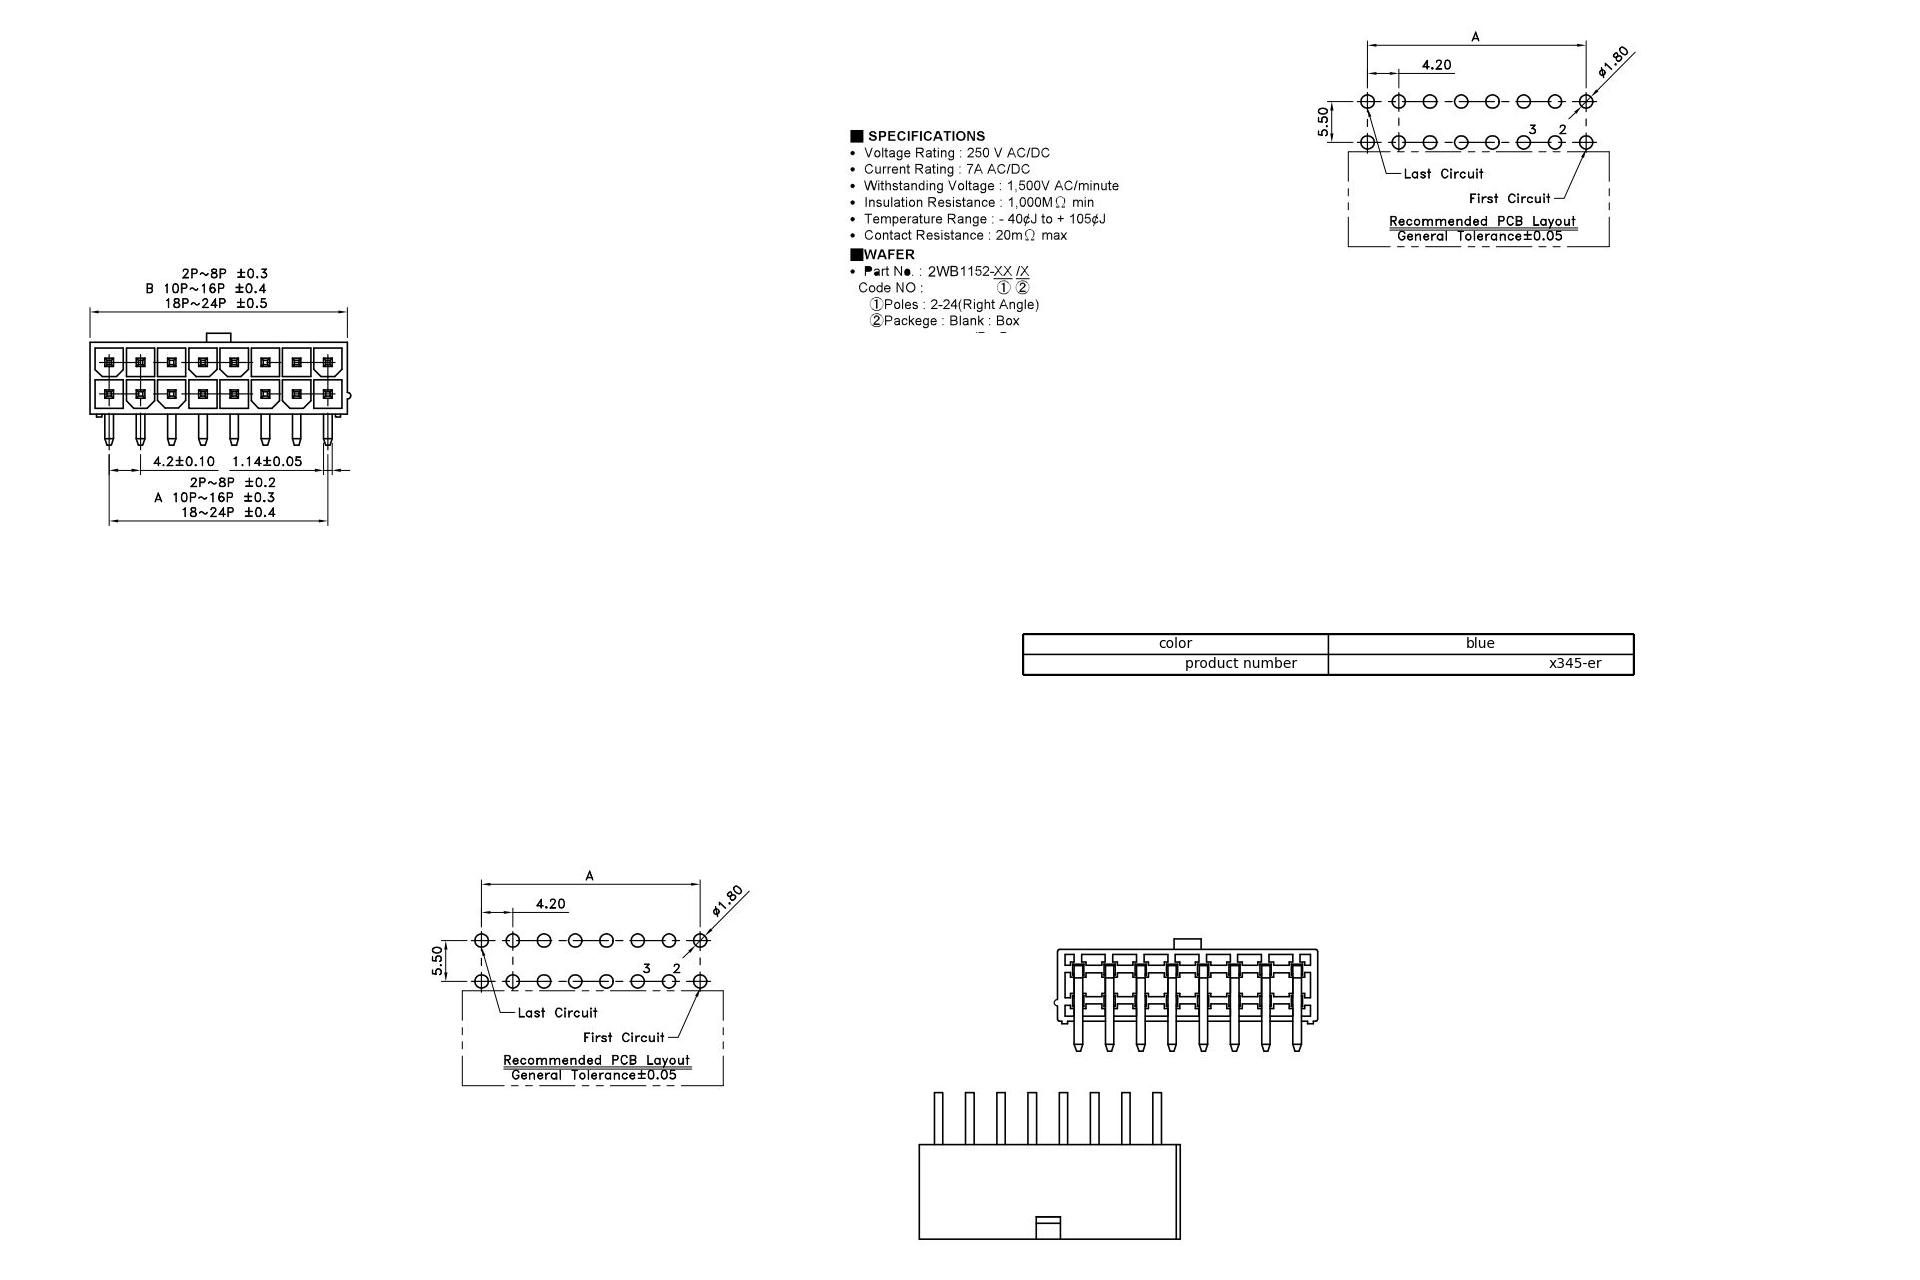 A
4.20
ø1.80
5.50
3 2
Last Circuit
First Circuit
Recommended PCB Layout
General Tolerance±0.05
■ SPECIFICATIONS
• Voltage Rating : 250 V AC/DC
• Current Rating : 7A AC/DC
• Withstanding Voltage : 1,500V AC/minute
• Insulation Resistance : 1,000MΩ min
• Temperature Range : - 40¢J to + 105¢J
• Contact Resistance : 20mΩ max
■WAFER
• Part No. : 2WB1152-XX /X
Code NO : ① ②
①Poles : 2-24(Right Angle)
②Packege : Blank : Box
2P~8P ±0.3
B 10P~16P ±0.4
18P~24P ±0.5
4.2±0.10 1.14±0.05
2P~8P ±0.2
A 10P~16P ±0.3
18~24P ±0.4
color blue
product number x345-er
A
4.20
ø1.80
5.50
3 2
Last Circuit
First Circuit
Recommended PCB Layout
General Tolerance±0.05